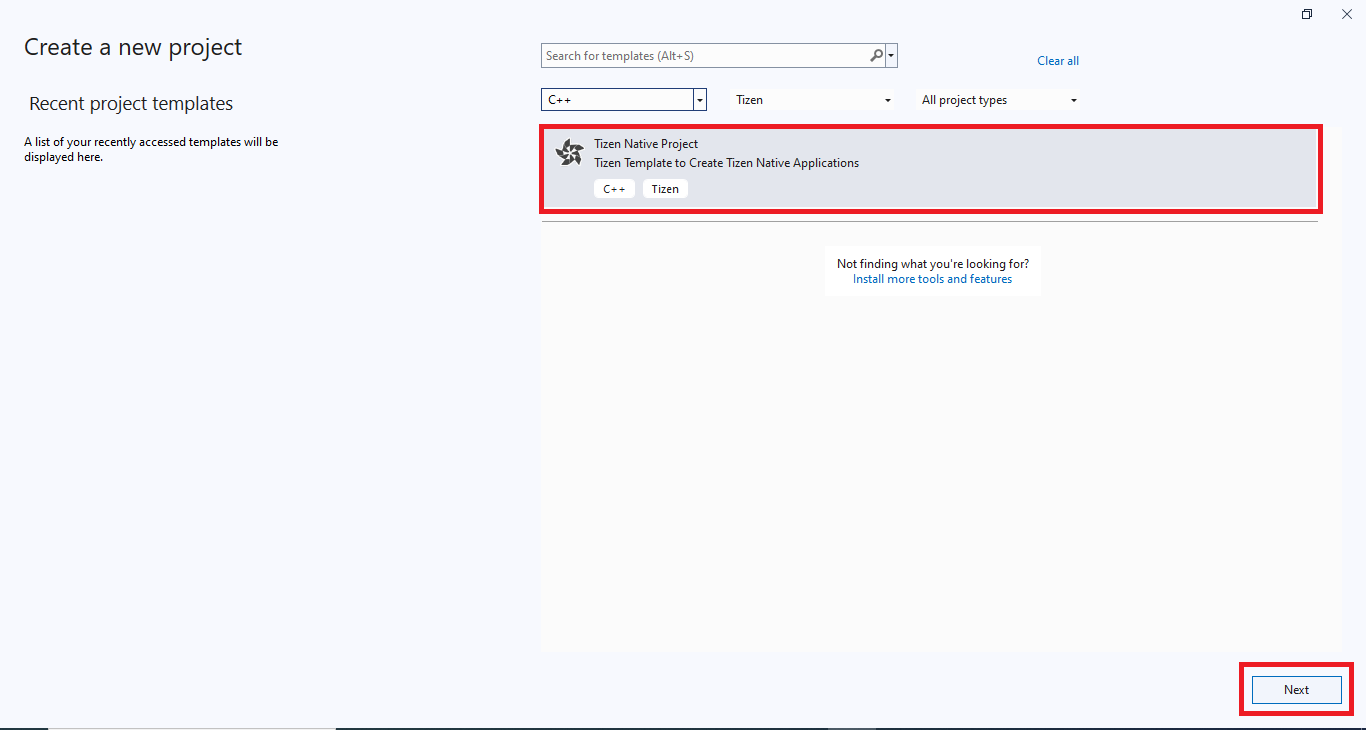 Create a new project
Recent project templates
A list of your recently accessed templates will be
displayed here.
Search for templates (Alt+S)
Clear all
C++
Tizen
All project types
Tizen Native Project
Tizen Template to Create Tizen Native Applications
C++
Tizen
Not finding what you're looking for?
Install more tools and features
Next